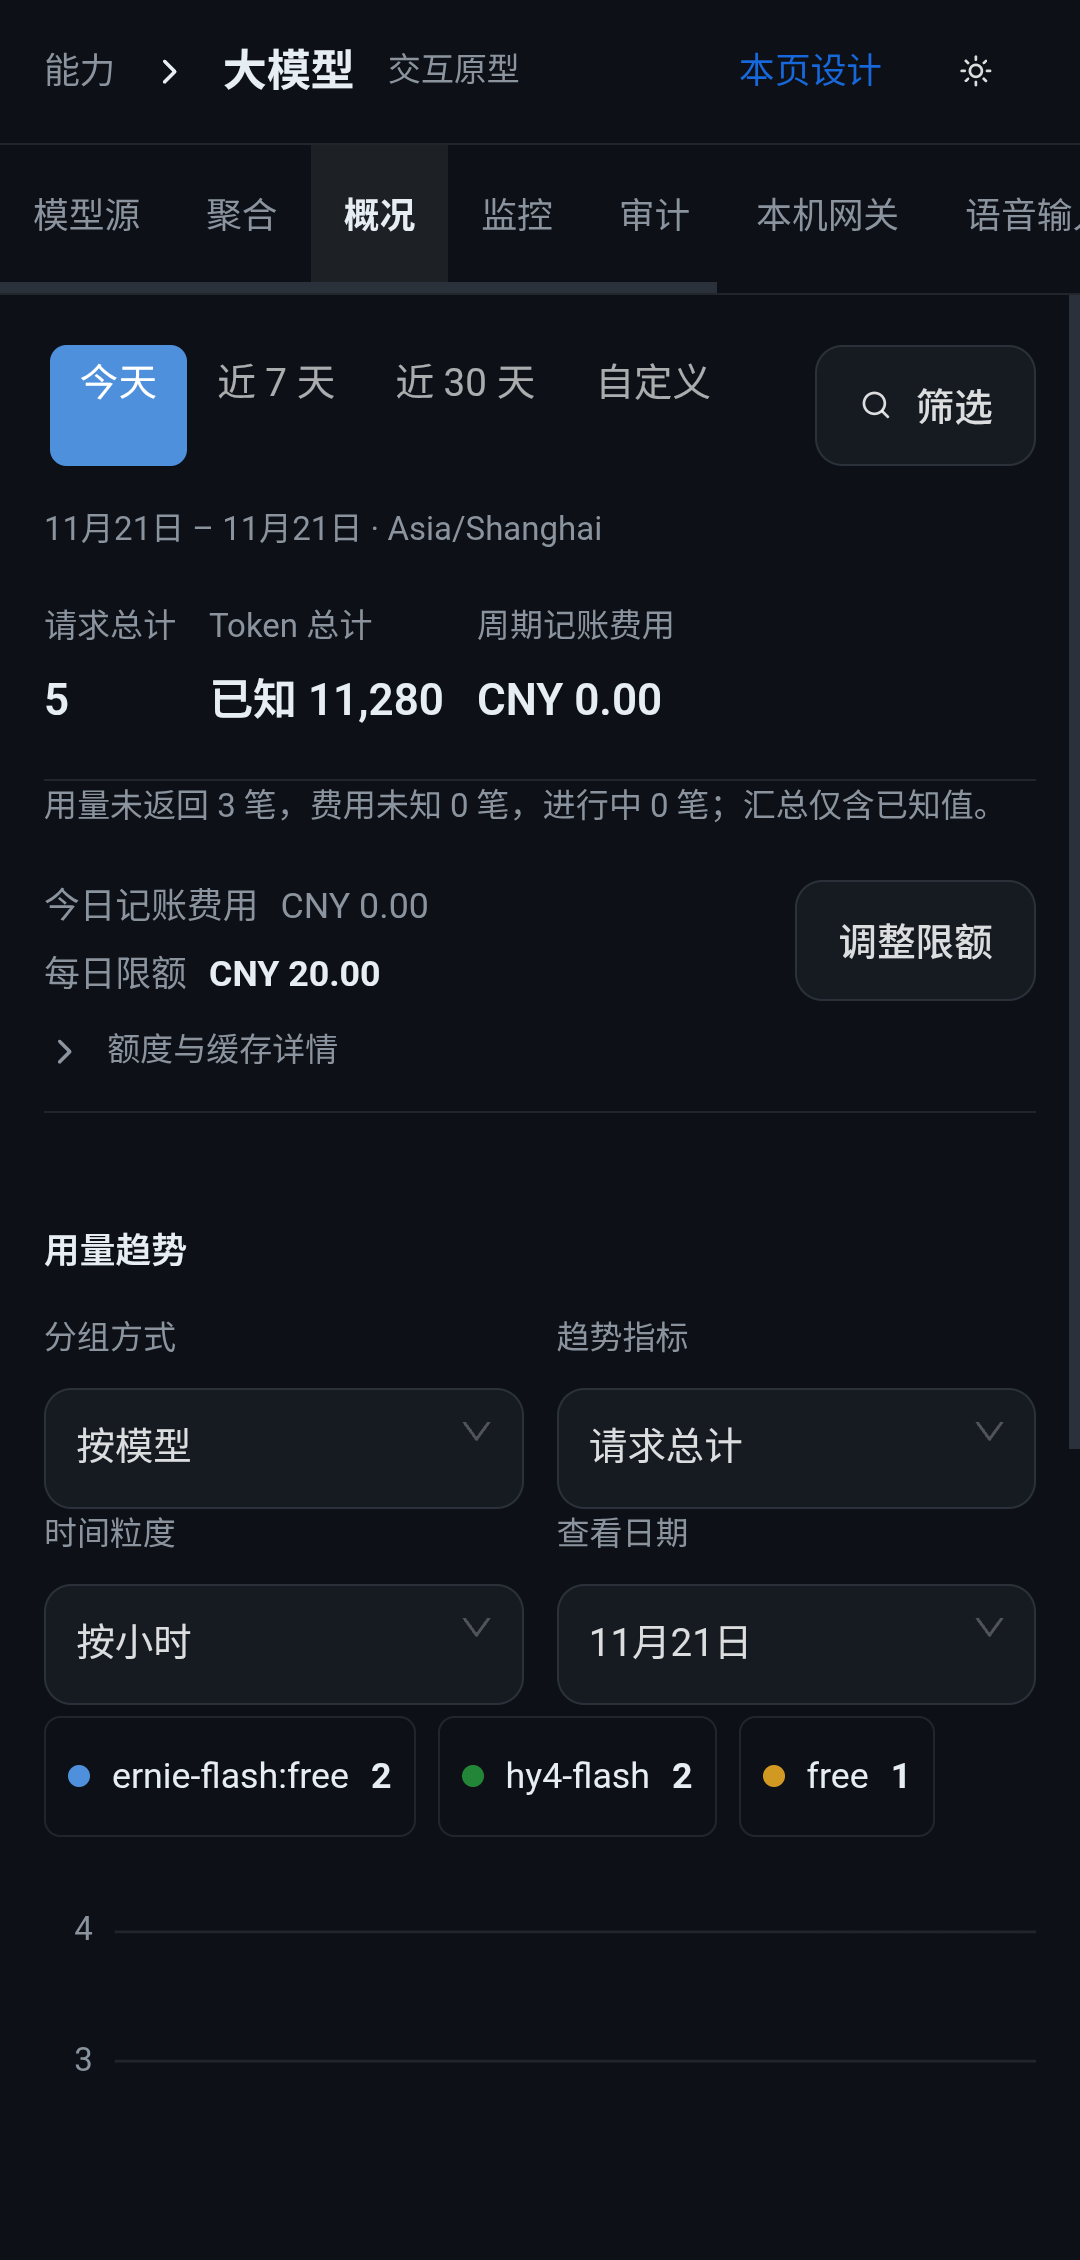 能力 大模型 交互原型 本页设计
模型源 聚合 概况 监控 审计 本机网关 语音输
今天 近 7 天 近 30 天 自定义 筛选
11月21日 – 11月21日 · Asia/Shanghai
请求总计 Token 总计 周期记账费用
5 已知 11,280 CNY 0.00
用量未返回 3 笔，费用未知 0 笔，进行中 0 笔；汇总仅含已知值。
今日记账费用 CNY 0.00
每日限额 CNY 20.00
调整限额
额度与缓存详情
用量趋势
分组方式 趋势指标
按模型 请求总计
时间粒度 查看日期
按小时 11月21日
ernie-flash:free 2 hy4-flash 2 free 1
4
3